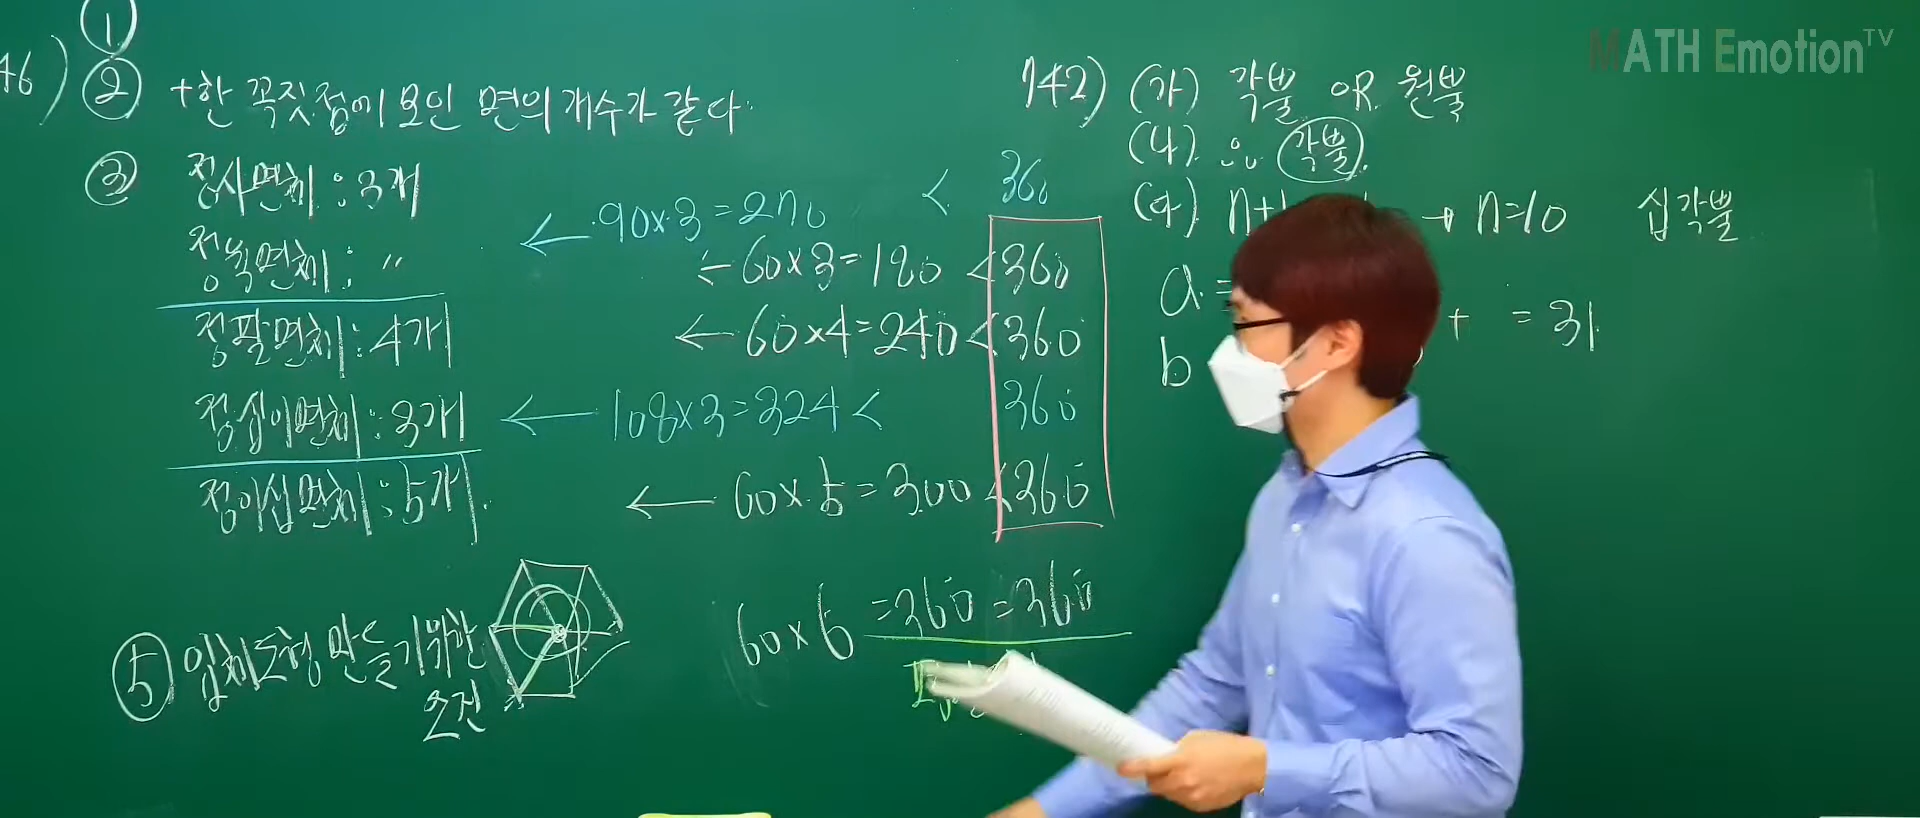 MATH Emotion TV
46)
①
② +한 꼭짓점에 모인 면의 개수가 같다.
③ 정사면체 : 3개
정육면체 : 〃
정팔면체 : 4개
정십이면체 : 3개
정이십면체 : 5개
← 90×3=270 < 360
← 60×3=180 < 360
← 60×4=240 < 360
← 108×3=324 < 360
← 60×5=300 < 360
60×6 =360 =360
⑤ 입체도형 만들기 위한
조건
142) (가) 각뿔 OR 원뿔
(나) ∴ 각뿔
(다) n+1 → n=10 십각뿔
a =
+ = 31
b